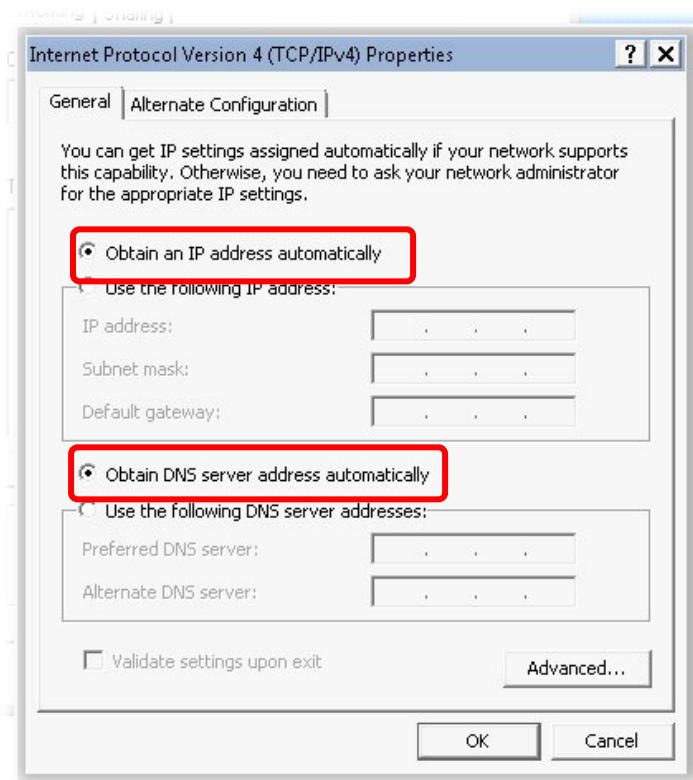 Sharing
Internet Protocol Version 4 (TCP/IPv4) Properties
? X
General
Alternate Configuration
You can get IP settings assigned automatically if your network supports
this capability. Otherwise, you need to ask your network administrator
for the appropriate IP settings.
Obtain an IP address automatically
Use the following IP address:
IP address:
. . .
Subnet mask:
. . .
Default gateway:
. . .
Obtain DNS server address automatically
Use the following DNS server addresses:
Preferred DNS server:
. . .
Alternate DNS server:
. . .
Validate settings upon exit
Advanced...
OK
Cancel